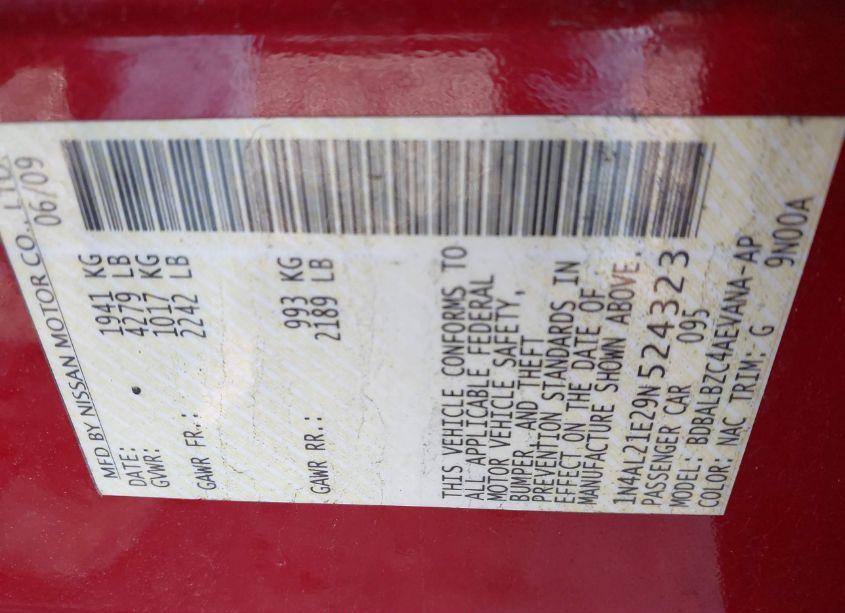 MFD BY NISSAN MOTOR CO., LTD.
DATE: 06/09
GVWR: 1941 KG
4279 LB
GAWR FR.: 1017 KG
2242 LB
GAWR RR.: 993 KG
2189 LB
THIS VEHICLE CONFORMS TO
ALL APPLICABLE FEDERAL
MOTOR VEHICLE SAFETY,
BUMPER, AND THEFT
PREVENTION STANDARDS IN
EFFECT ON THE DATE OF
MANUFACTURE SHOWN ABOVE.
1N4AL21E29N524323
PASSENGER CAR 095
MODEL: BDBALBZC4AEVANA-AP
COLOR: NAC TRIM: G 9N00A